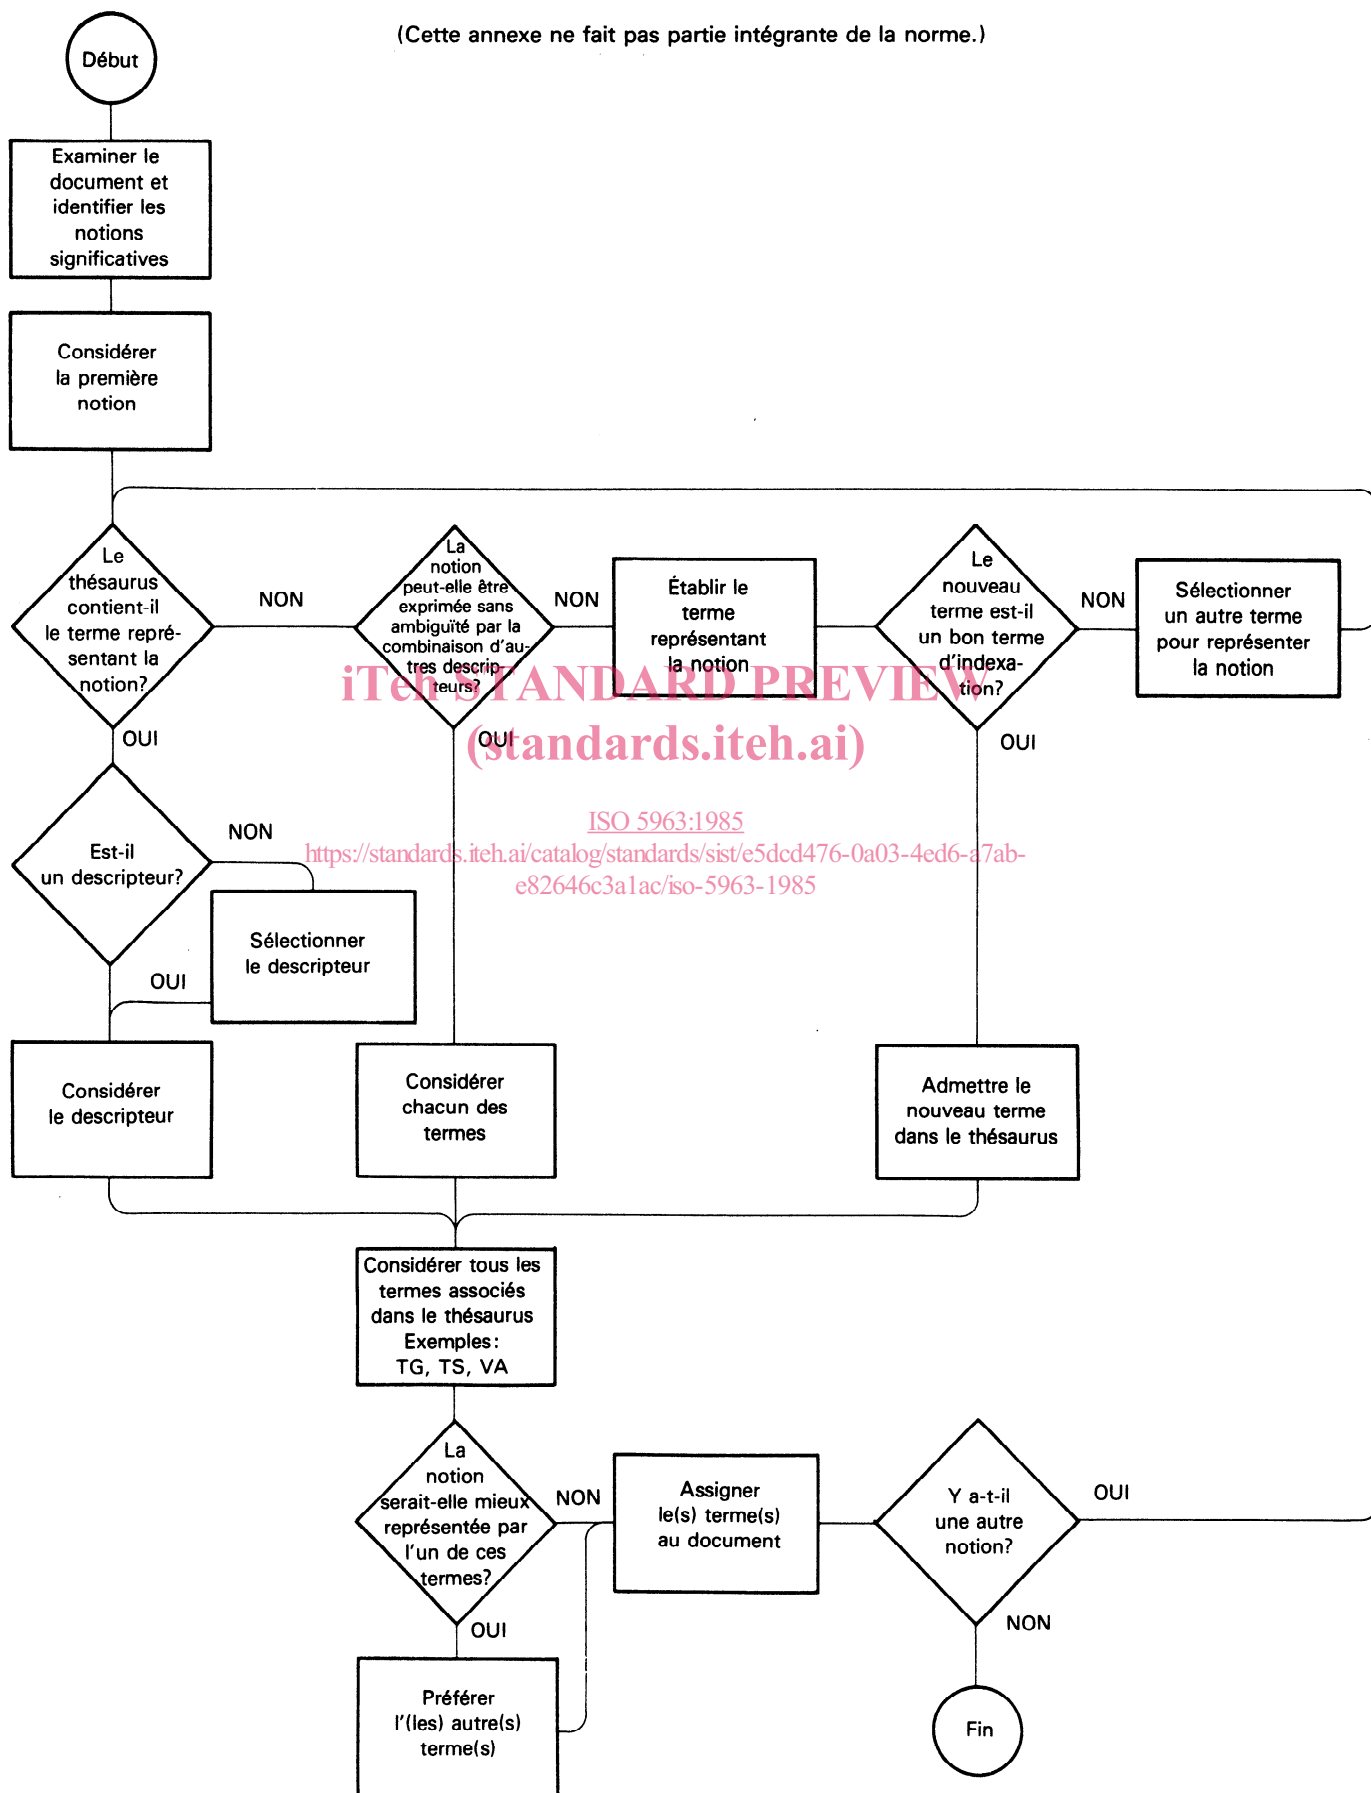 (Cette annexe ne fait pas partie intégrante de la norme.)
Début
Examiner le
document et
identifier les
notions
significatives
Considérer
la première
notion
Le
thésaurus
contient-il
le terme repré-
sentant la
notion?
NON
La
notion
peut-elle être
exprimée sans
ambiguïté par la
combinaison d'au-
tres descrip-
teurs?
NON
Établir le
terme
représentant
la notion
Le
nouveau
terme est-il
un bon terme
d'indexa-
tion?
NON
Sélectionner
un autre terme
pour représenter
la notion
iTeh STANDARD PREVIEW
(standards.iteh.ai)
OUI
OUI
OUI
ISO 5963:1985
https://standards.iteh.ai/catalog/standards/sist/e5dcd476-0a03-4ed6-a7ab-
e82646c3a1ac/iso-5963-1985
Est-il
un descripteur?
NON
Sélectionner
le descripteur
OUI
Considérer
le descripteur
Considérer
chacun des
termes
Admettre le
nouveau terme
dans le thésaurus
Considérer tous les
termes associés
dans le thésaurus
Exemples:
TG, TS, VA
La
notion
serait-elle mieux
représentée par
l'un de ces
termes?
NON
Assigner
le(s) terme(s)
au document
Y a-t-il
une autre
notion?
OUI
OUI
NON
Préférer
l'(les) autre(s)
terme(s)
Fin